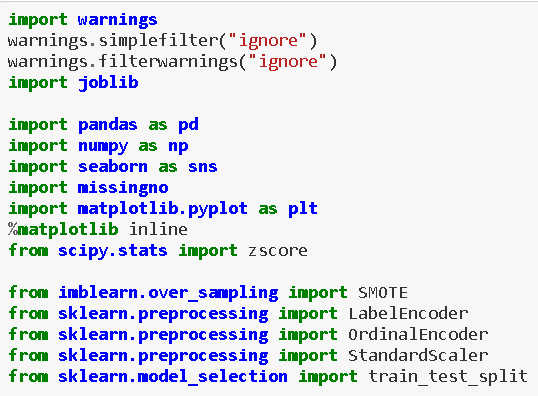 import warnings
warnings.simplefilter("ignore")
warnings.filterwarnings("ignore")
import joblib
import pandas as pd
import numpy as np
import seaborn as sns
import missingno
import matplotlib.pyplot as plt
%matplotlib inline
from scipy.stats import zscore
from imblearn.over_sampling import SMOTE
from sklearn.preprocessing import LabelEncoder
from sklearn.preprocessing import OrdinalEncoder
from sklearn.preprocessing import StandardScaler
from sklearn.model_selection import train_test_split